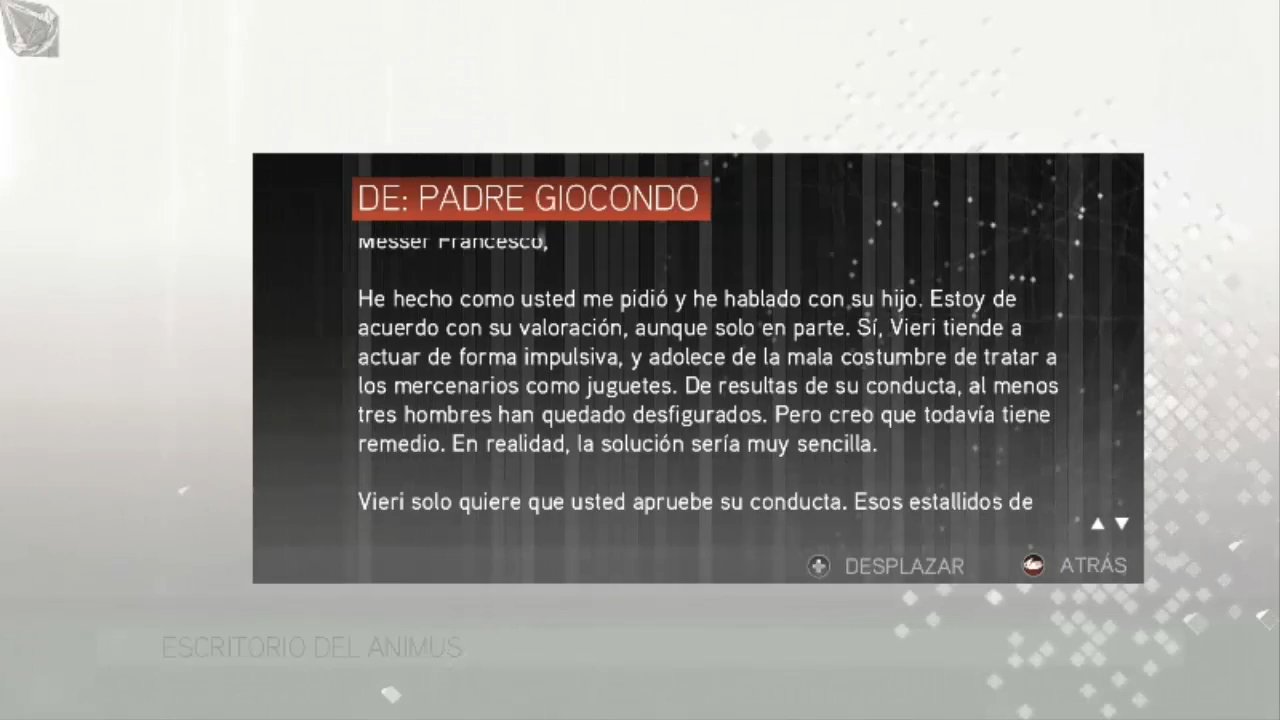 DE: PADRE GIOCONDO
Messer Francesco,
He hecho como usted me pidió y he hablado con su hijo. Estoy de
acuerdo con su valoración, aunque solo en parte. Sí, Vieri tiende a
actuar de forma impulsiva, y adolece de la mala costumbre de tratar a
los mercenarios como juguetes. De resultas de su conducta, al menos
tres hombres han quedado desfigurados. Pero creo que todavía tiene
remedio. En realidad, la solución sería muy sencilla.
Vieri solo quiere que usted apruebe su conducta. Esos estallidos de
DESPLAZAR ATRÁS
ESCRITORIO DEL ANIMUS